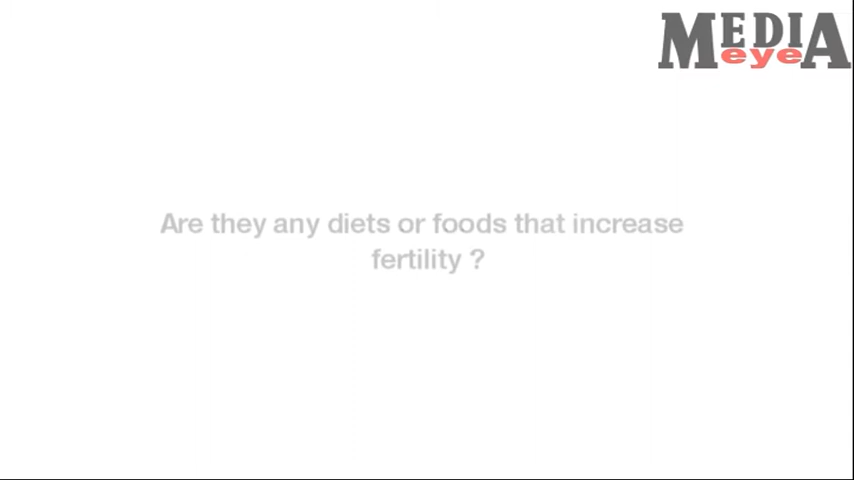 MEDIA
eye
Are they any diets or foods that increase
fertility ?